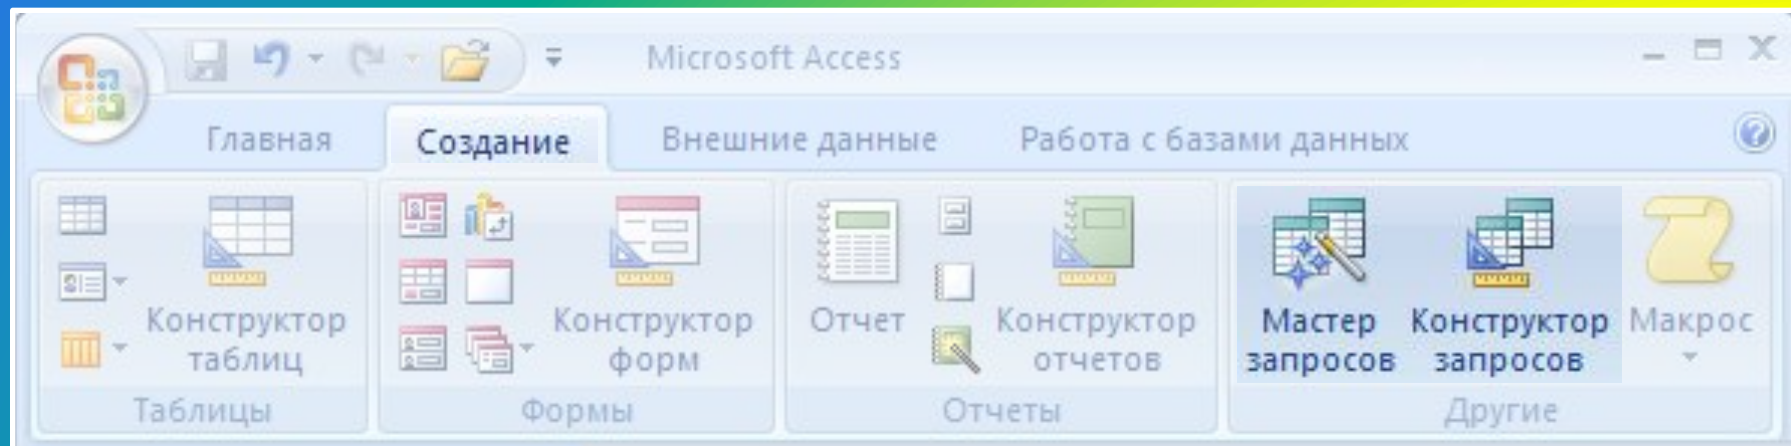 Microsoft Access
Главная Создание Внешние данные Работа с базами данных
Конструктор таблиц
Конструктор форм
Отчет
Конструктор отчетов
Мастер запросов
Конструктор запросов
Макрос
Таблицы Формы Отчеты Другие